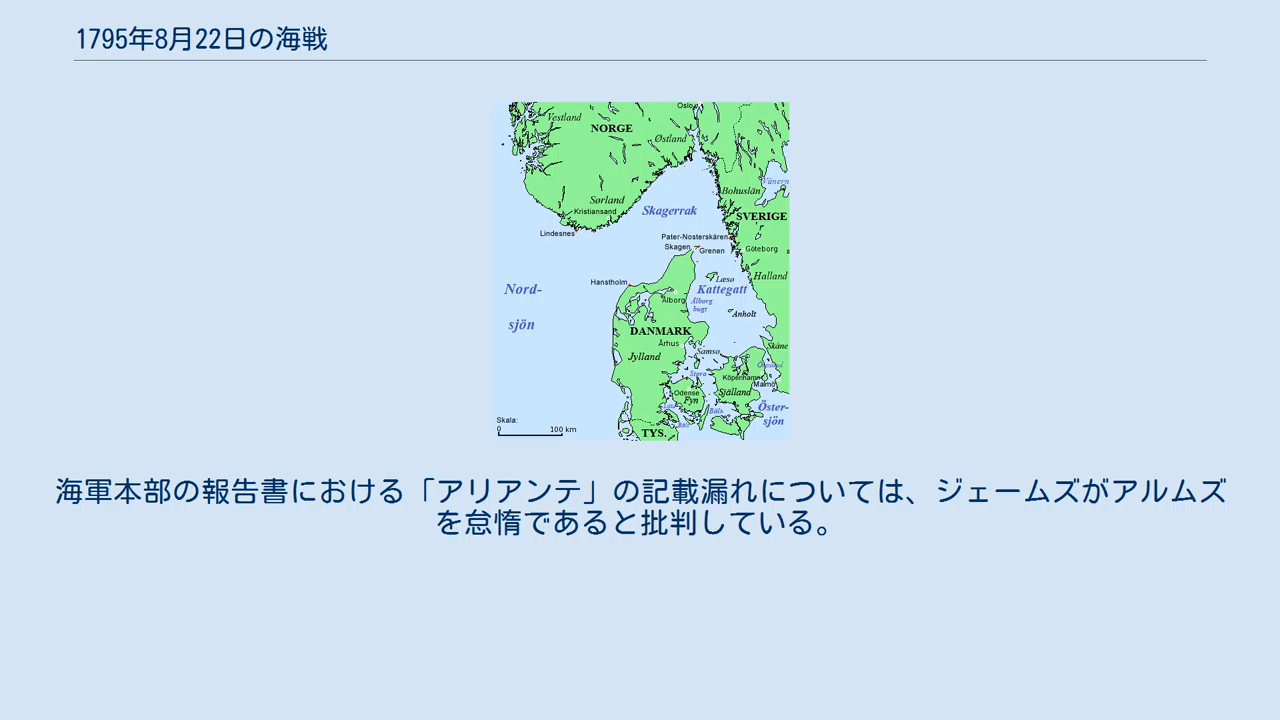 1795年8月22日の海戦
Oslo
Vestland
NORGE
Østland
Vänern
Bohuslän
Sørland
Skagerrak
Kristiansand
SVERIGE
Lindesnes
Pater-Nosterskären
Skagen
Grenen
Göteborg
Halland
Læsø
Hanstholm
Nord-
sjön
Kattegatt
Ålborg
Ålborg
bugt
Anholt
DANMARK
Århus
Skåne
Jylland
Samsø
Stora
Köpenhamn
Malmö
Odense
Fyn
Själland
Bält
Öster-
sjön
Skala:
0 100 km
TYS.
海軍本部の報告書における「アリアンテ」の記載漏れについては、ジェームズがアルムズ
を怠惰であると批判している。